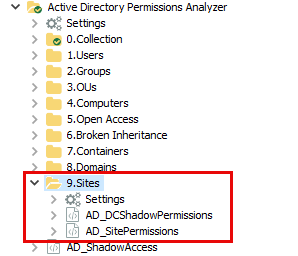 Active Directory Permissions Analyzer
Settings
0.Collection
1.Users
2.Groups
3.OUs
4.Computers
5.Open Access
6.Broken Inheritance
7.Containers
8.Domains
9.Sites
Settings
AD_DCShadowPermissions
AD_SitePermissions
AD_ShadowAccess